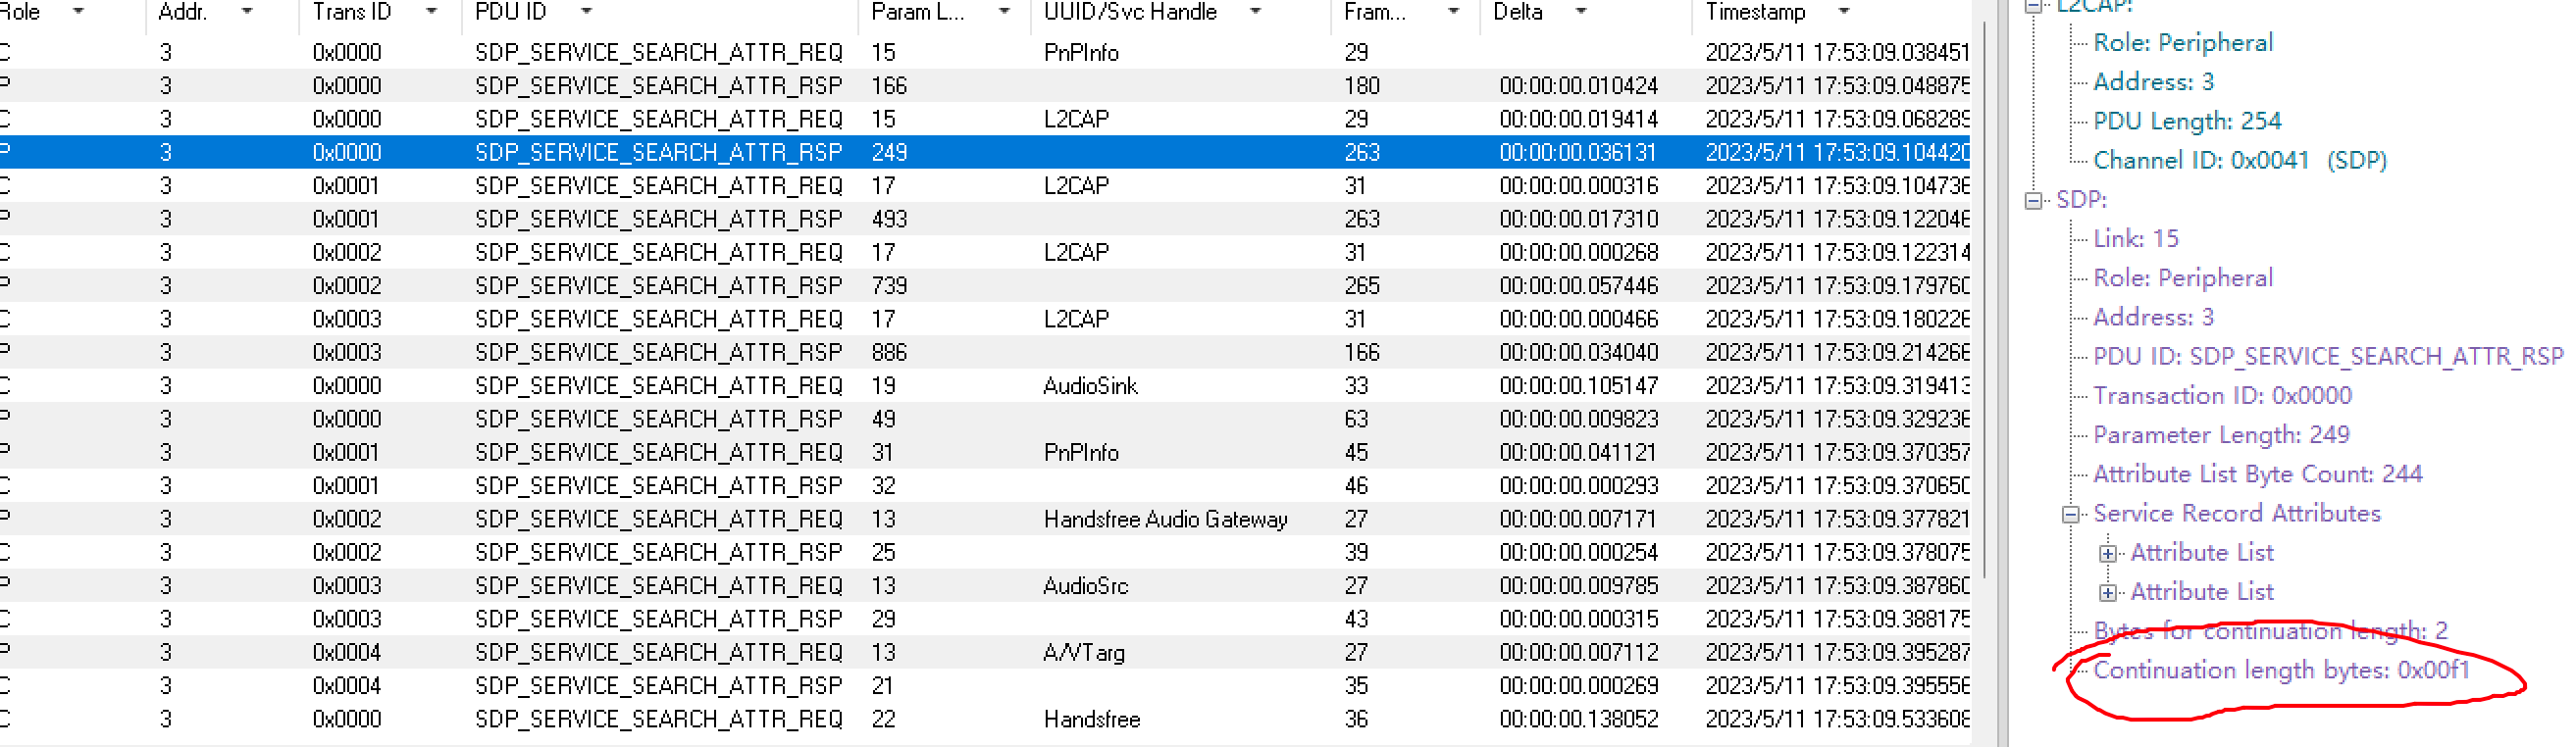 Role Addr. Trans ID PDU ID Param L... UUID/Svc Handle Fram... Delta Timestamp
C 3 0x0000 SDP_SERVICE_SEARCH_ATTR_REQ 15 PnPInfo 29 2023/5/11 17:53:09.038451
P 3 0x0000 SDP_SERVICE_SEARCH_ATTR_RSP 166 180 00:00:00.010424 2023/5/11 17:53:09.048875
C 3 0x0000 SDP_SERVICE_SEARCH_ATTR_REQ 15 L2CAP 29 00:00:00.019414 2023/5/11 17:53:09.068289
P 3 0x0000 SDP_SERVICE_SEARCH_ATTR_RSP 249 263 00:00:00.036131 2023/5/11 17:53:09.104420
C 3 0x0001 SDP_SERVICE_SEARCH_ATTR_REQ 17 L2CAP 31 00:00:00.000316 2023/5/11 17:53:09.104736
P 3 0x0001 SDP_SERVICE_SEARCH_ATTR_RSP 493 263 00:00:00.017310 2023/5/11 17:53:09.122046
C 3 0x0002 SDP_SERVICE_SEARCH_ATTR_REQ 17 L2CAP 31 00:00:00.000268 2023/5/11 17:53:09.122314
P 3 0x0002 SDP_SERVICE_SEARCH_ATTR_RSP 739 265 00:00:00.057446 2023/5/11 17:53:09.179760
C 3 0x0003 SDP_SERVICE_SEARCH_ATTR_REQ 17 L2CAP 31 00:00:00.000466 2023/5/11 17:53:09.180226
P 3 0x0003 SDP_SERVICE_SEARCH_ATTR_RSP 886 166 00:00:00.034040 2023/5/11 17:53:09.214266
C 3 0x0000 SDP_SERVICE_SEARCH_ATTR_REQ 19 AudioSink 33 00:00:00.105147 2023/5/11 17:53:09.319413
P 3 0x0000 SDP_SERVICE_SEARCH_ATTR_RSP 49 63 00:00:00.009823 2023/5/11 17:53:09.329236
P 3 0x0001 SDP_SERVICE_SEARCH_ATTR_REQ 31 PnPInfo 45 00:00:00.041121 2023/5/11 17:53:09.370357
C 3 0x0001 SDP_SERVICE_SEARCH_ATTR_RSP 32 46 00:00:00.000293 2023/5/11 17:53:09.370650
P 3 0x0002 SDP_SERVICE_SEARCH_ATTR_REQ 13 Handsfree Audio Gateway 27 00:00:00.007171 2023/5/11 17:53:09.377821
C 3 0x0002 SDP_SERVICE_SEARCH_ATTR_RSP 25 39 00:00:00.000254 2023/5/11 17:53:09.378075
P 3 0x0003 SDP_SERVICE_SEARCH_ATTR_REQ 13 AudioSrc 27 00:00:00.009785 2023/5/11 17:53:09.387860
C 3 0x0003 SDP_SERVICE_SEARCH_ATTR_RSP 29 43 00:00:00.000315 2023/5/11 17:53:09.388175
P 3 0x0004 SDP_SERVICE_SEARCH_ATTR_REQ 13 A/VTarg 27 00:00:00.007112 2023/5/11 17:53:09.395287
C 3 0x0004 SDP_SERVICE_SEARCH_ATTR_RSP 21 35 00:00:00.000269 2023/5/11 17:53:09.395556
C 3 0x0000 SDP_SERVICE_SEARCH_ATTR_REQ 22 Handsfree 36 00:00:00.138052 2023/5/11 17:53:09.533608
L2CAP:
Role: Peripheral
Address: 3
PDU Length: 254
Channel ID: 0x0041 (SDP)
SDP:
Link: 15
Role: Peripheral
Address: 3
PDU ID: SDP_SERVICE_SEARCH_ATTR_RSP
Transaction ID: 0x0000
Parameter Length: 249
Attribute List Byte Count: 244
Service Record Attributes
Attribute List
Attribute List
Bytes for continuation length: 2
Continuation length bytes: 0x00f1